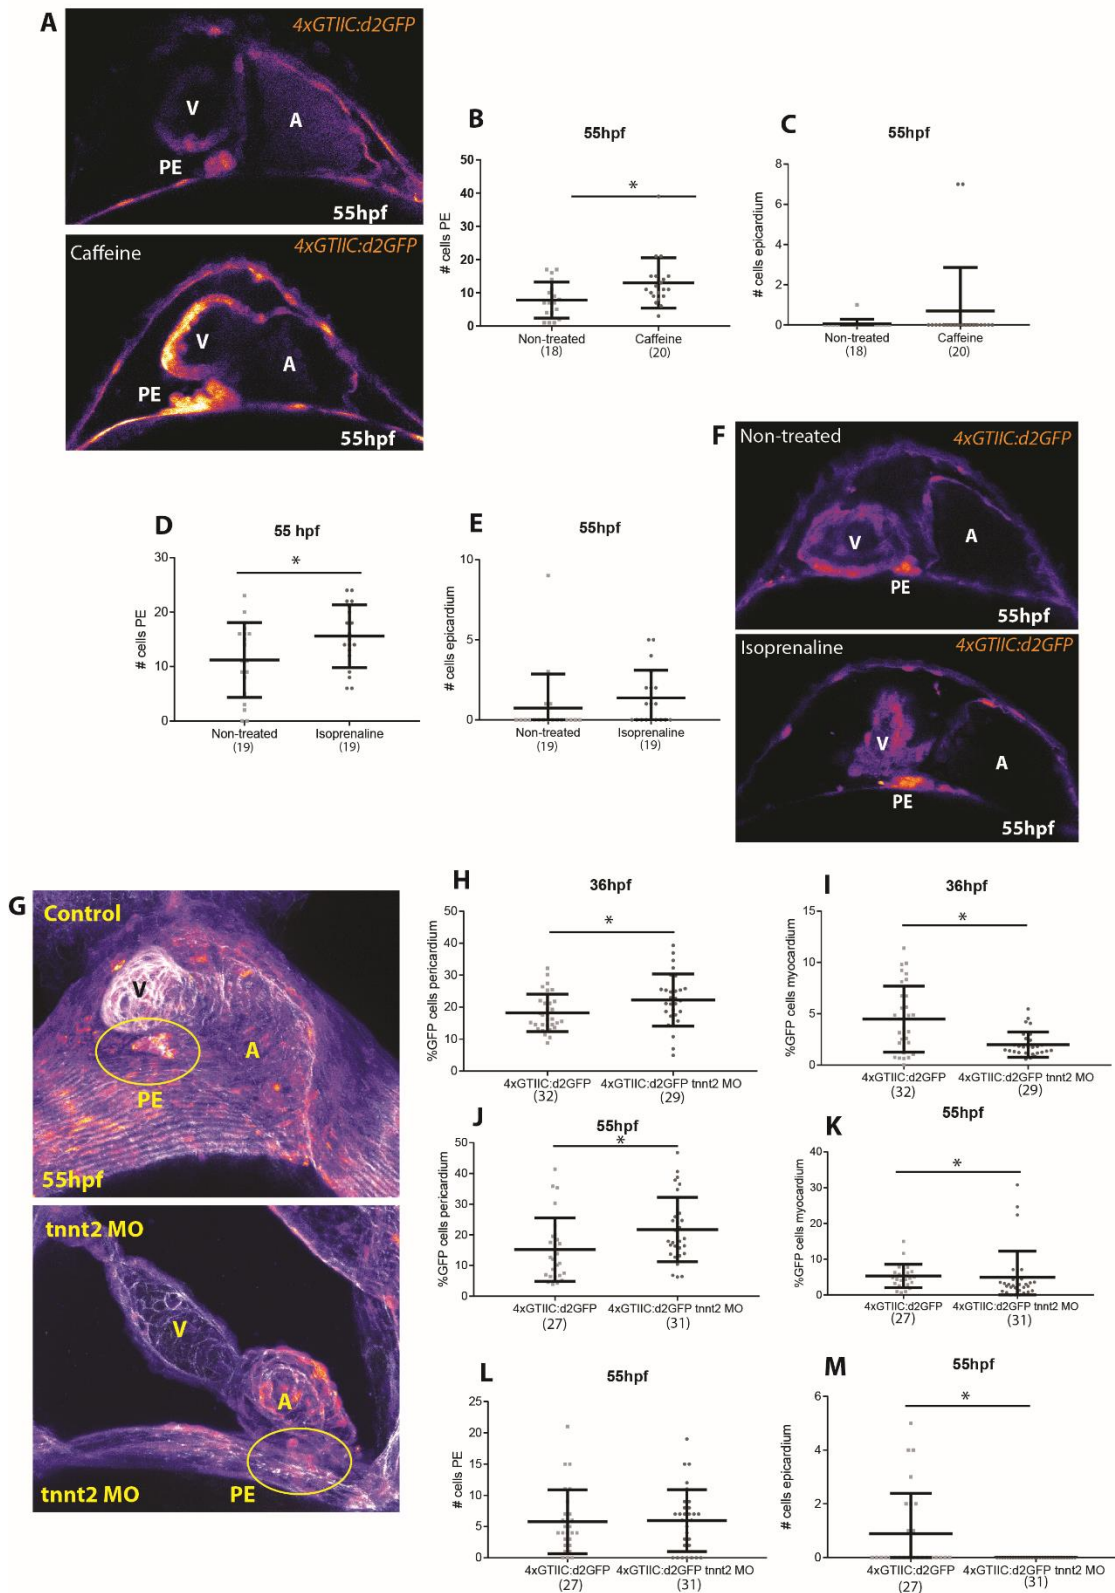 A
4xGTIIC:d2GFP
V
A
PE
55hpf
Caffeine
4xGTIIC:d2GFP
V
A
PE
55hpf
B
55hpf
# cells PE
50
40
30
20
10
0
*
Non-treated
(18)
Caffeine
(20)
C
55hpf
# cells epicardium
8
6
4
2
0
Non-treated
(18)
Caffeine
(20)
D
55 hpf
# cells PE
30
20
10
0
*
Non-treated
(19)
Isoprenaline
(19)
E
55hpf
# cells epicardium
10
5
0
Non-treated
(19)
Isoprenaline
(19)
F
Non-treated
4xGTIIC:d2GFP
V
A
PE
55hpf
Isoprenaline
4xGTIIC:d2GFP
V
A
PE
55hpf
G
Control
V
A
PE
55hpf
tnnt2 MO
V
A
tnnt2 MO
PE
H
36hpf
%GFP cells pericardium
50
40
30
20
10
0
*
4xGTIIC:d2GFP
(32)
4xGTIIC:d2GFP tnnt2 MO
(29)
I
36hpf
%GFP cells myocardium
15
10
5
0
*
4xGTIIC:d2GFP
(32)
4xGTIIC:d2GFP tnnt2 MO
(29)
J
55hpf
%GFP cells pericardium
50
40
30
20
10
0
*
4xGTIIC:d2GFP
(27)
4xGTIIC:d2GFP tnnt2 MO
(31)
K
55hpf
%GFP cells myocardium
40
30
20
10
0
*
4xGTIIC:d2GFP
(27)
4xGTIIC:d2GFP tnnt2 MO
(31)
L
55hpf
# cells PE
25
20
15
10
5
0
4xGTIIC:d2GFP
(27)
4xGTIIC:d2GFP tnnt2 MO
(31)
M
55hpf
# cells epicardium
6
4
2
0
*
4xGTIIC:d2GFP
(27)
4xGTIIC:d2GFP tnnt2 MO
(31)